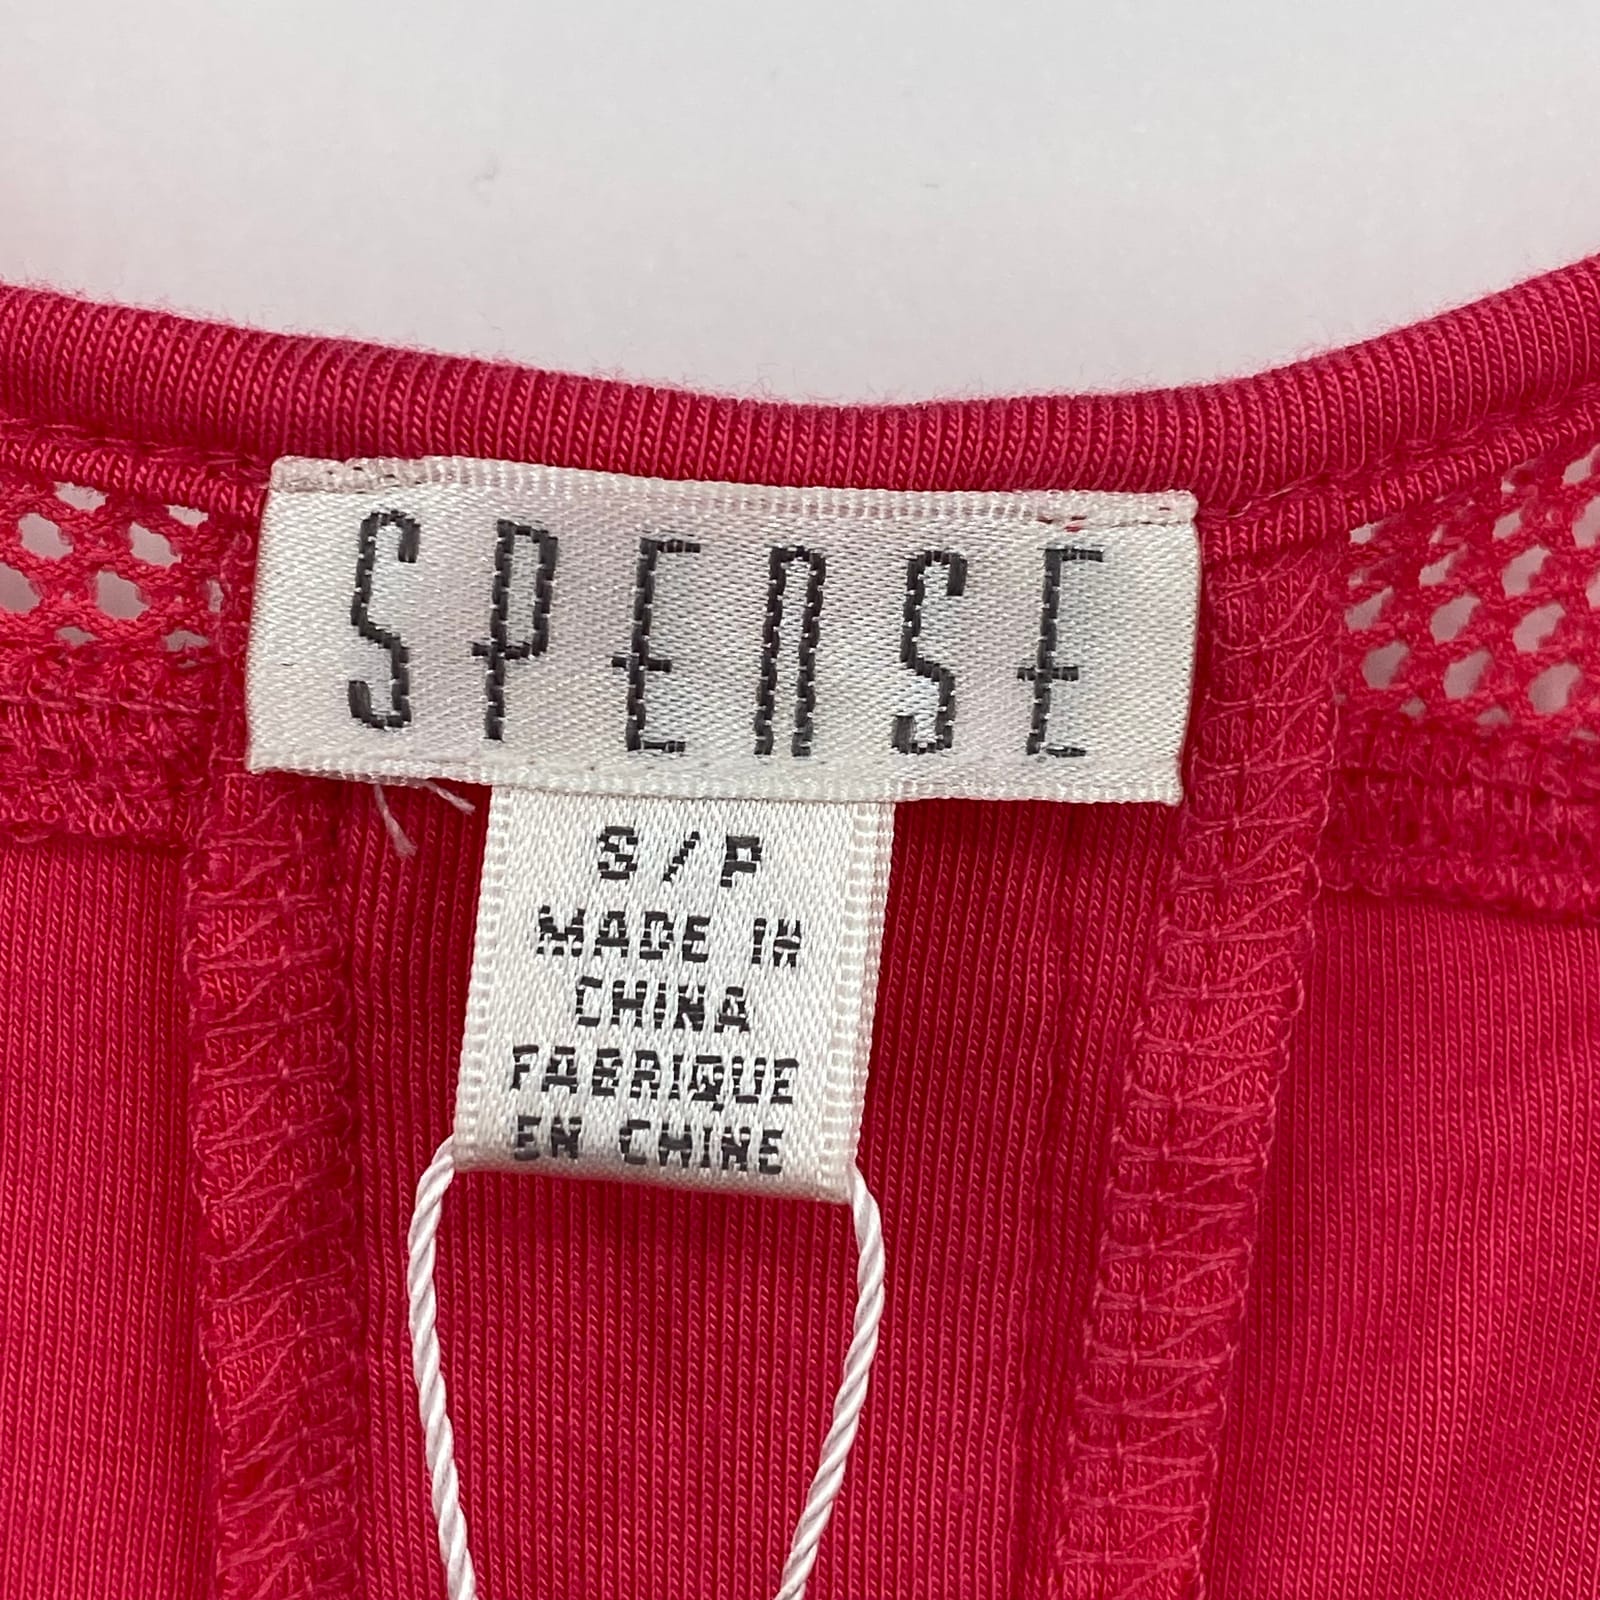 SPENSE
S/P
MADE IN
CHINA
FABRIQUE
EN CHINE